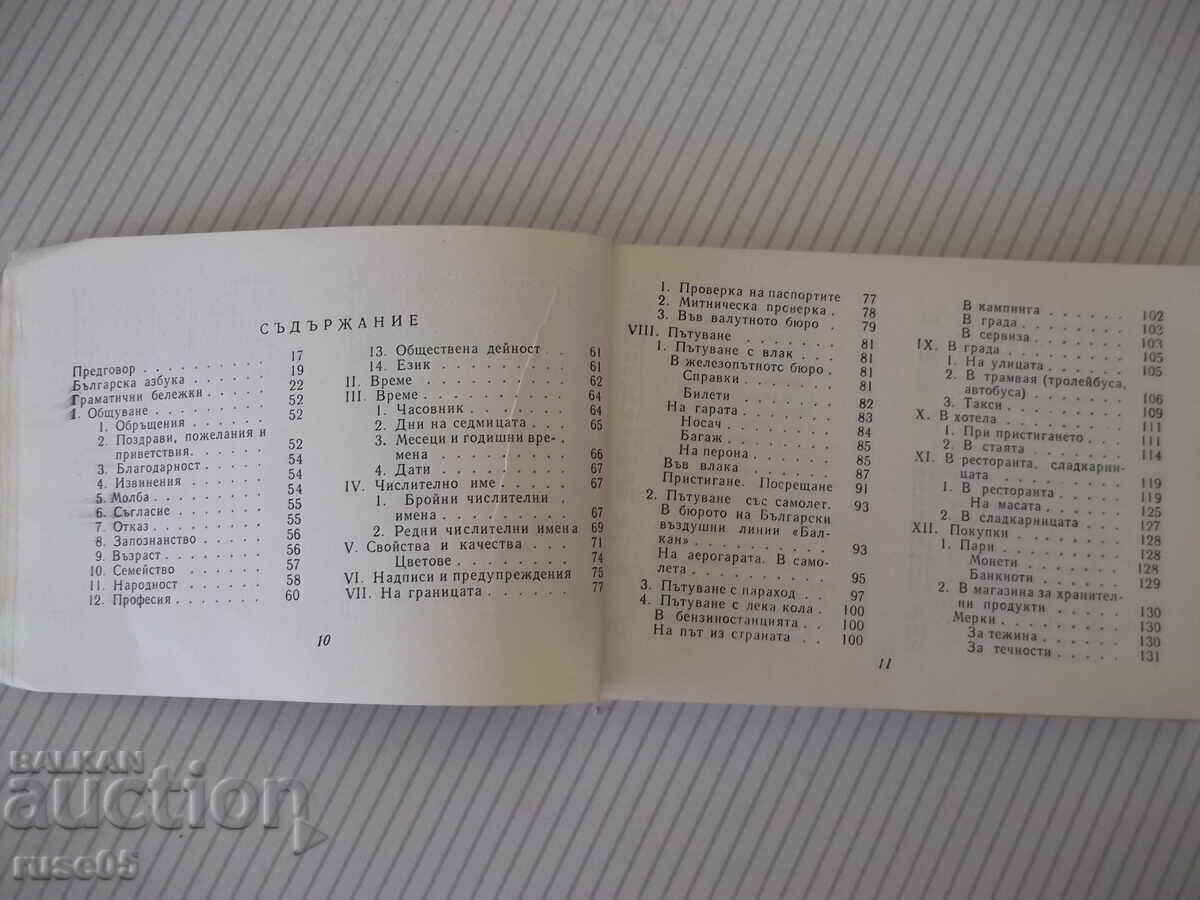 СЪДЪРЖАНИЕ
Предговор . . . . . . . . 17
Българска азбука . . . . . 19
Граматични бележки . . . . 22
I. Общуване . . . . . . . . 52
1. Обръщения . . . . . . 52
2. Поздрави, пожелания и
приветствия. . . . . . . 52
3. Благодарност . . . . . 54
4. Извинения . . . . . . 54
5. Молба . . . . . . . . 54
6. Съгласие . . . . . . . 55
7. Отказ . . . . . . . . 55
8. Запознанство . . . . . 56
9. Възраст . . . . . . . 56
10. Семейство . . . . . . 57
11. Народност . . . . . . 58
12. Професия . . . . . . . 60
13. Обществена дейност . . 61
14. Език . . . . . . . . 61
II. Време . . . . . . . . 62
III. Време . . . . . . . . 64
1. Часовник . . . . . . . 64
2. Дни на седмицата . . . 65
3. Месеци и годишни вре-
мена . . . . . . . . . 66
4. Дати . . . . . . . . 67
IV. Числително име . . . . 67
1. Бройни числителни
имена . . . . . . . . 67
2. Редни числителни имена 69
V. Свойства и качества . . . 71
Цветове . . . . . . . 74
VI. Надписи и предупреждения 75
VII. На границата . . . . . 77
10
1. Проверка на паспортите 77
2. Митническа проверка . 78
3. Във валутното бюро . 79
VIII. Пътуване . . . . . . 81
1. Пътуване с влак . . . 81
В железопътното бюро . 81
Справки . . . . . . 81
Билети . . . . . . . 82
На гарата . . . . . . 83
Носач . . . . . . . 84
Багаж . . . . . . . 85
На перона . . . . . 85
Във влака . . . . . . 87
Пристигане. Посрещане 91
2. Пътуване със самолет. 93
В бюрото на Български
въздушни линии «Бал-
кан» . . . . . . . . 93
На аерогарата. В само-
лета . . . . . . . . 95
3. Пътуване с параход . . 97
4. Пътуване с лека кола . 100
В бензиностанцията . . 100
На път из страната . . 100
В кампинга . . . . . 102
В града . . . . . . 103
В сервиза . . . . . 103
IX. В града . . . . . . . 105
1. На улицата . . . . . 105
2. В трамвая (тролейбуса,
автобуса) . . . . . . 106
3. Такси . . . . . . . 109
X. В хотела . . . . . . . 111
1. При пристигането . . . 111
2. В стаята . . . . . . 114
XI. В ресторанта, сладкарни-
цата . . . . . . . . 119
1. В ресторанта . . . . 119
На масата . . . . . 125
2. В сладкарницата . . . 127
XII. Покупки . . . . . . . 128
1. Пари . . . . . . . . 128
Монети . . . . . . 128
Банкноти . . . . . 129
2. В магазина за хранител-
ни продукти . . . . . 130
Мерки . . . . . . . 130
За тежина . . . . . 130
За течности . . . . . 131
11
BALKAN
auction
ruse05